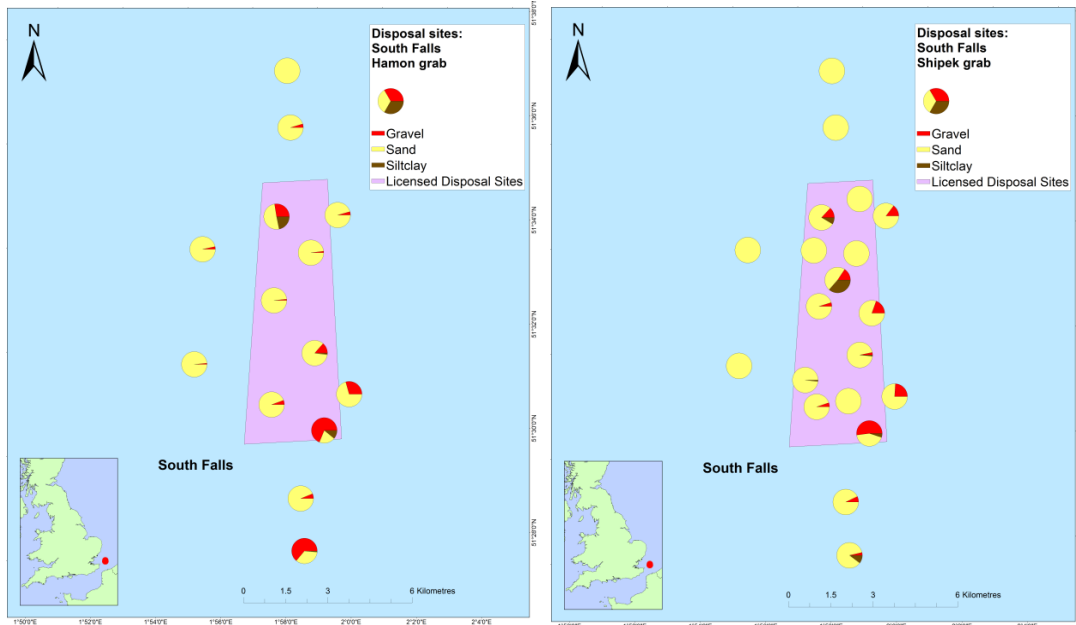 N
Disposal sites:
South Falls
Hamon grab
Gravel
Sand
Siltclay
Licensed Disposal Sites
South Falls
0 1.5 3 6 Kilometres
1°50'0"E 1°52'0"E 1°54'0"E 1°56'0"E 1°58'0"E 2°0'0"E 2°2'0"E 2°4'0"E
51°38'0"N
51°36'0"N
51°34'0"N
51°32'0"N
51°30'0"N
51°28'0"N
N
Disposal sites:
South Falls
Shipek grab
Gravel
Sand
Siltclay
Licensed Disposal Sites
South Falls
0 1.5 3 6 Kilometres